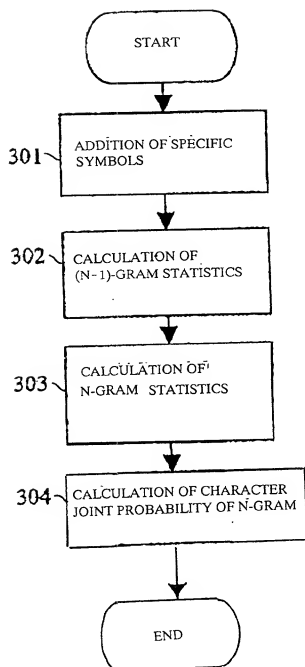 START
301
ADDITION OF SPECIFIC
SYMBOLS
302
CALCULATION OF
(N-1)-GRAM STATISTICS
303
CALCULATION OF
N-GRAM STATISTICS
304
CALCULATION OF CHARACTER
JOINT PROBABILITY OF N-GRAM
END